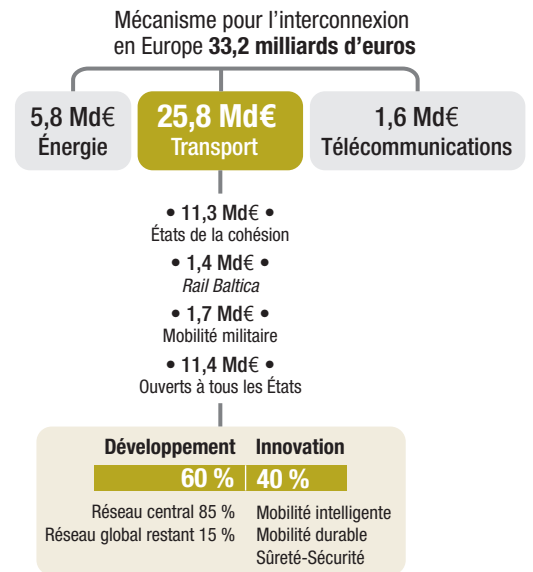 Mécanisme pour l’interconnexion
en Europe 33,2 milliards d’euros
5,8 Md€
Énergie
25,8 Md€
Transport
1,6 Md€
Télécommunications
• 11,3 Md€ •
États de la cohésion
• 1,4 Md€ •
Rail Baltica
• 1,7 Md€ •
Mobilité militaire
• 11,4 Md€ •
Ouverts à tous les États
Développement
Innovation
60 %
40 %
Réseau central 85 %
Réseau global restant 15 %
Mobilité intelligente
Mobilité durable
Sûreté-Sécurité